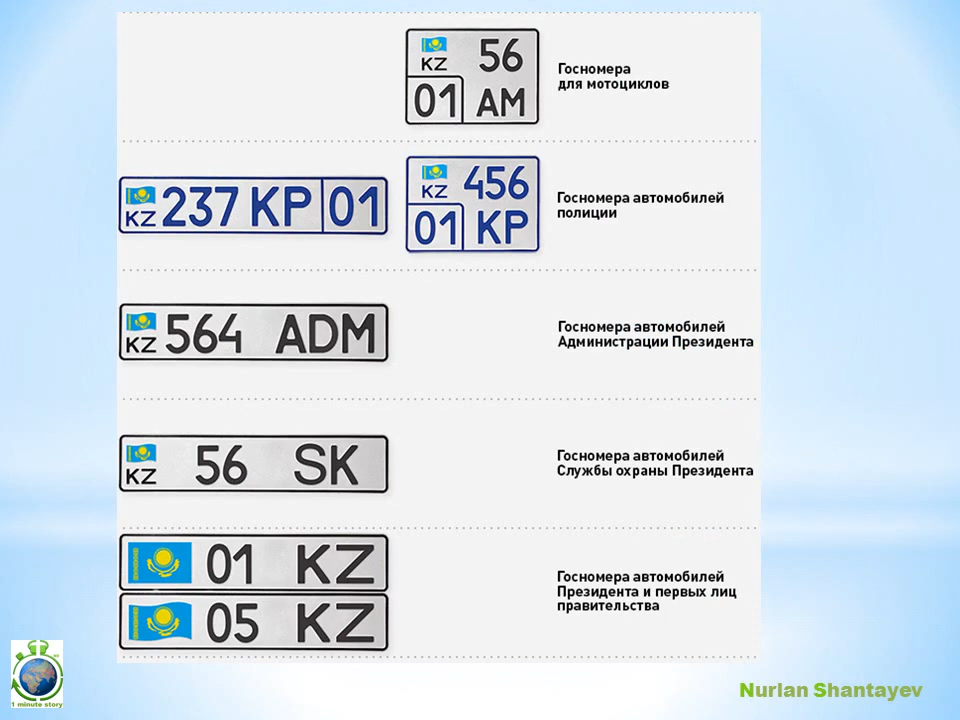 KZ 56
01 AM
Госномера
для мотоциклов
KZ 237 KP 01
KZ 456
01 KP
Госномера автомобилей
полиции
KZ 564 ADM
Госномера автомобилей
Администрации Президента
KZ 56 SK
Госномера автомобилей
Службы охраны Президента
01 KZ
05 KZ
Госномера автомобилей
Президента и первых лиц
правительства
1 minute story
Nurlan Shantayev